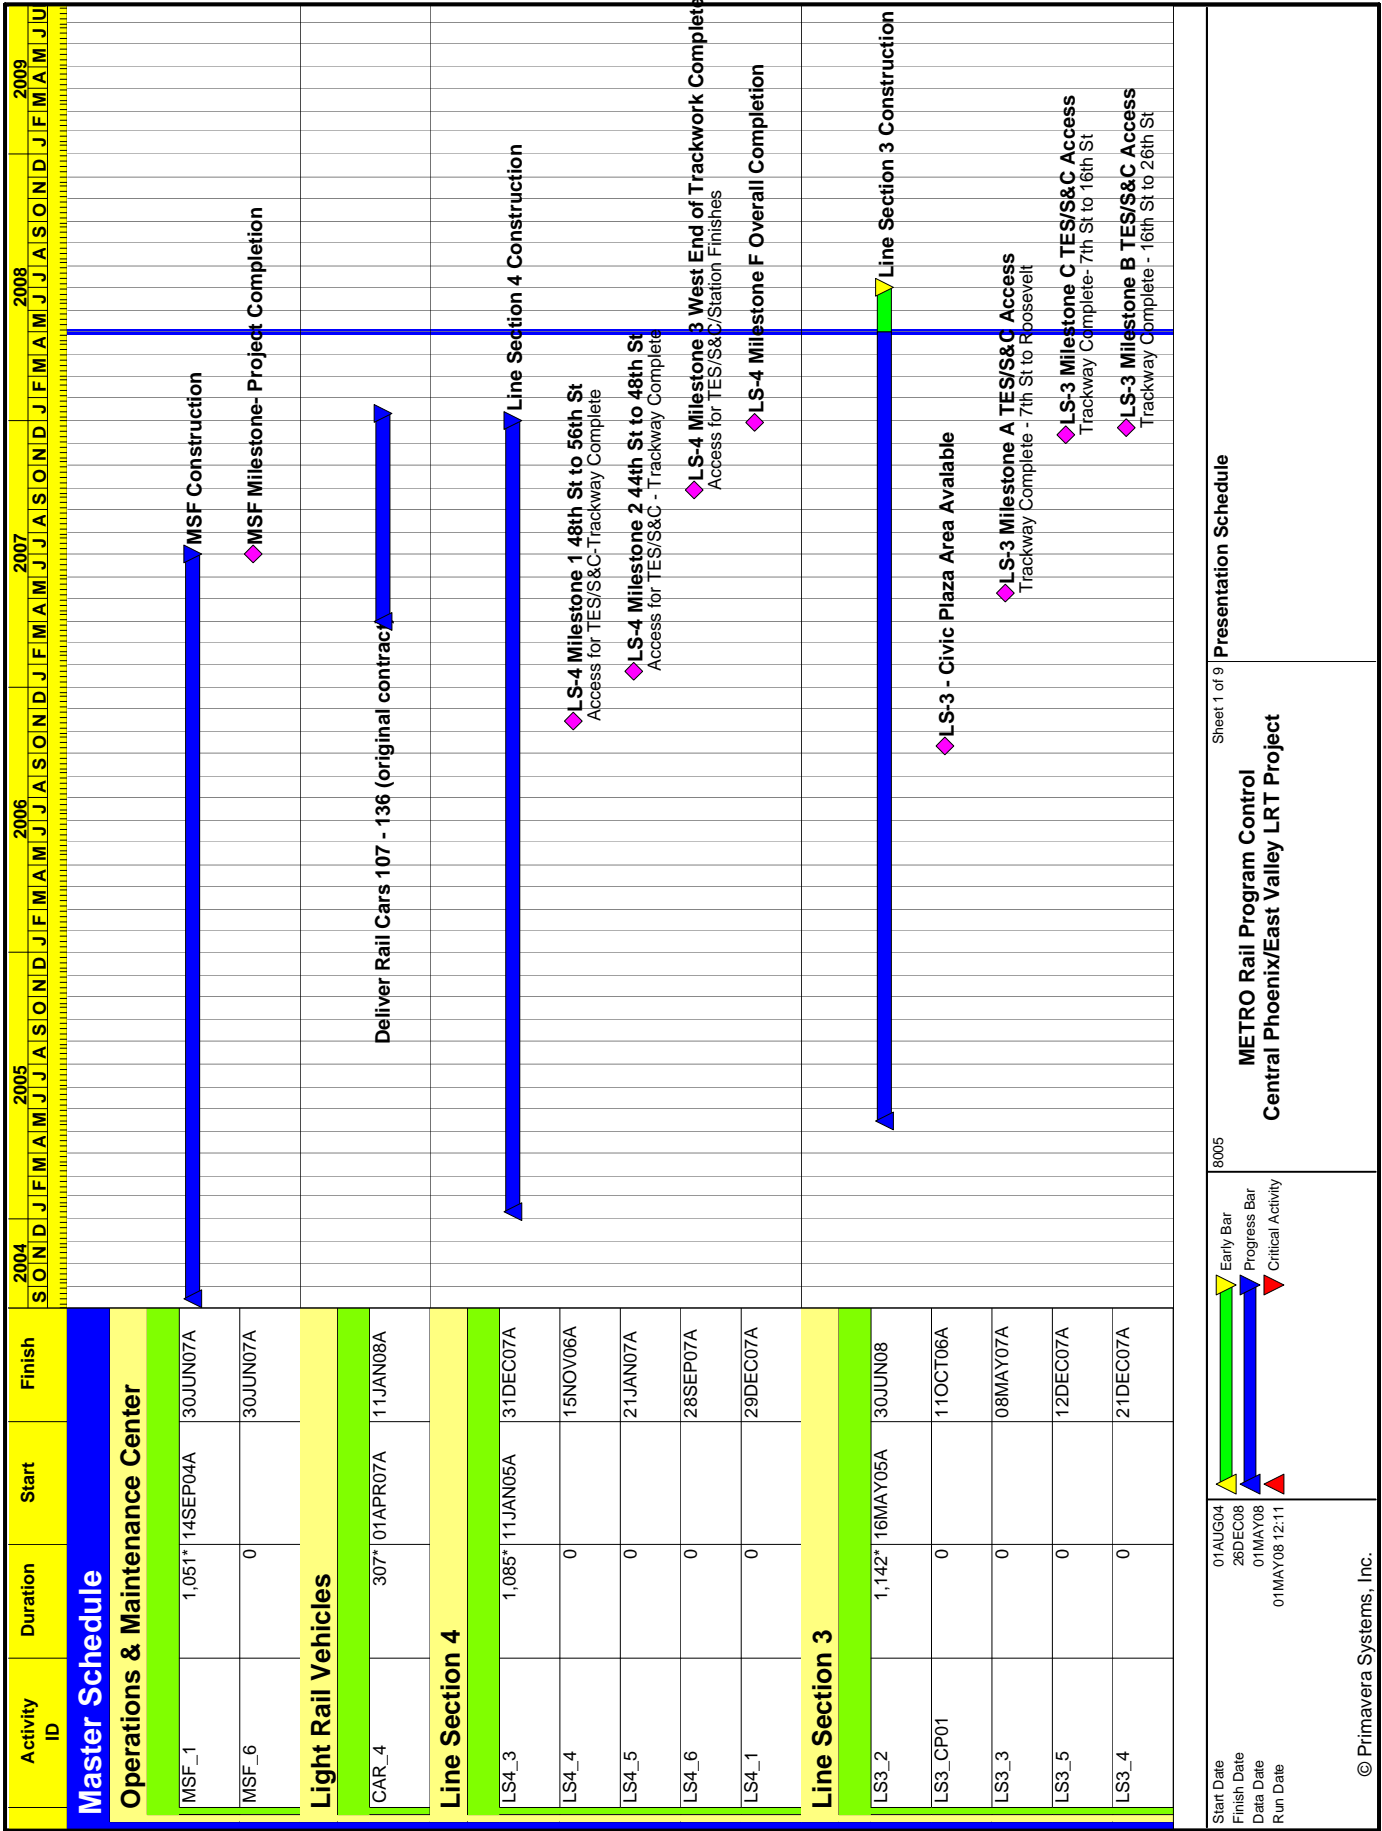 Activity ID Duration Start Finish
2004 2005 2006 2007 2008 2009
S O N D J F M A M J J A S O N D J F M A M J J A S O N D J F M A M J J A S O N D J F M A M J J A S O N D J F M A M J U
Master Schedule
Operations & Maintenance Center
MSF_1 1,051* 14SEP04A 30JUN07A MSF Construction
MSF_6 0 30JUN07A MSF Milestone- Project Completion
Light Rail Vehicles
CAR_4 307* 01APR07A 11JAN08A Deliver Rail Cars 107 - 136 (original contract
Line Section 4
LS4_3 1,085* 11JAN05A 31DEC07A Line Section 4 Construction
LS4_4 0 15NOV06A LS-4 Milestone 1 48th St to 56th St
Access for TES/S&C-Trackway Complete
LS4_5 0 21JAN07A LS-4 Milestone 2 44th St to 48th St
Access for TES/S&C - Trackway Complete
LS4_6 0 28SEP07A LS-4 Milestone 3 West End of Trackwork Complete
Access for TES/S&C/Station Finishes
LS4_1 0 29DEC07A LS-4 Milestone F Overall Completion
Line Section 3
LS3_2 1,142* 16MAY05A 30JUN08 Line Section 3 Construction
LS3_CP01 0 11OCT06A LS-3 - Civic Plaza Area Avalable
LS3_3 0 08MAY07A LS-3 Milestone A TES/S&C Access
Trackway Complete - 7th St to Roosevelt
LS3_5 0 12DEC07A LS-3 Milestone C TES/S&C Access
Trackway Complete- 7th St to 16th St
LS3_4 0 21DEC07A LS-3 Milestone B TES/S&C Access
Trackway Complete - 16th St to 26th St
Start Date 01AUG04
Finish Date 26DEC08
Data Date 01MAY08
Run Date 01MAY08 12:11
© Primavera Systems, Inc.
Early Bar
Progress Bar
Critical Activity
8005
METRO Rail Program Control
Central Phoenix/East Valley LRT Project
Sheet 1 of 9
Presentation Schedule